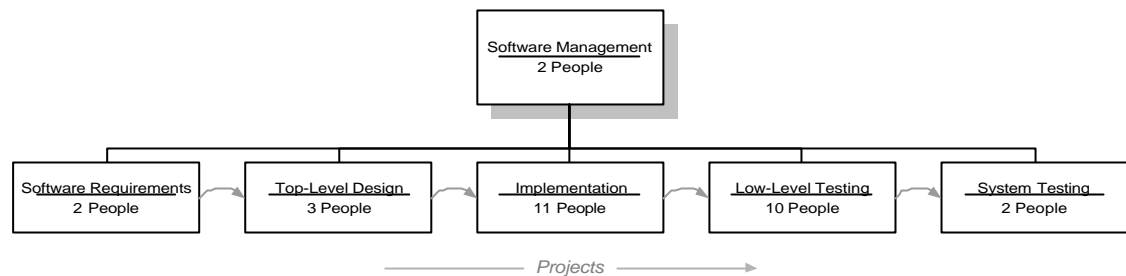 Software Management
2 People
Software Requirements
2 People
Top-Level Design
3 People
Implementation
11 People
Low-Level Testing
10 People
System Testing
2 People
Projects